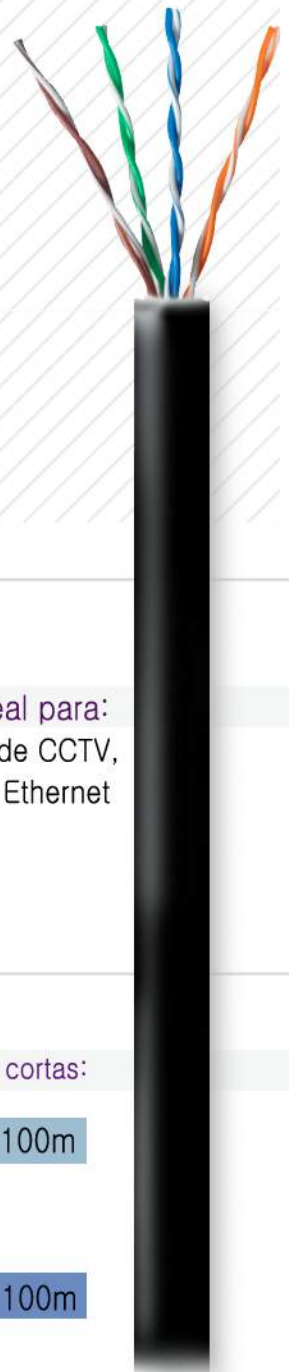 eal para:
de CCTV,
Ethernet
cortas:
100m
100m